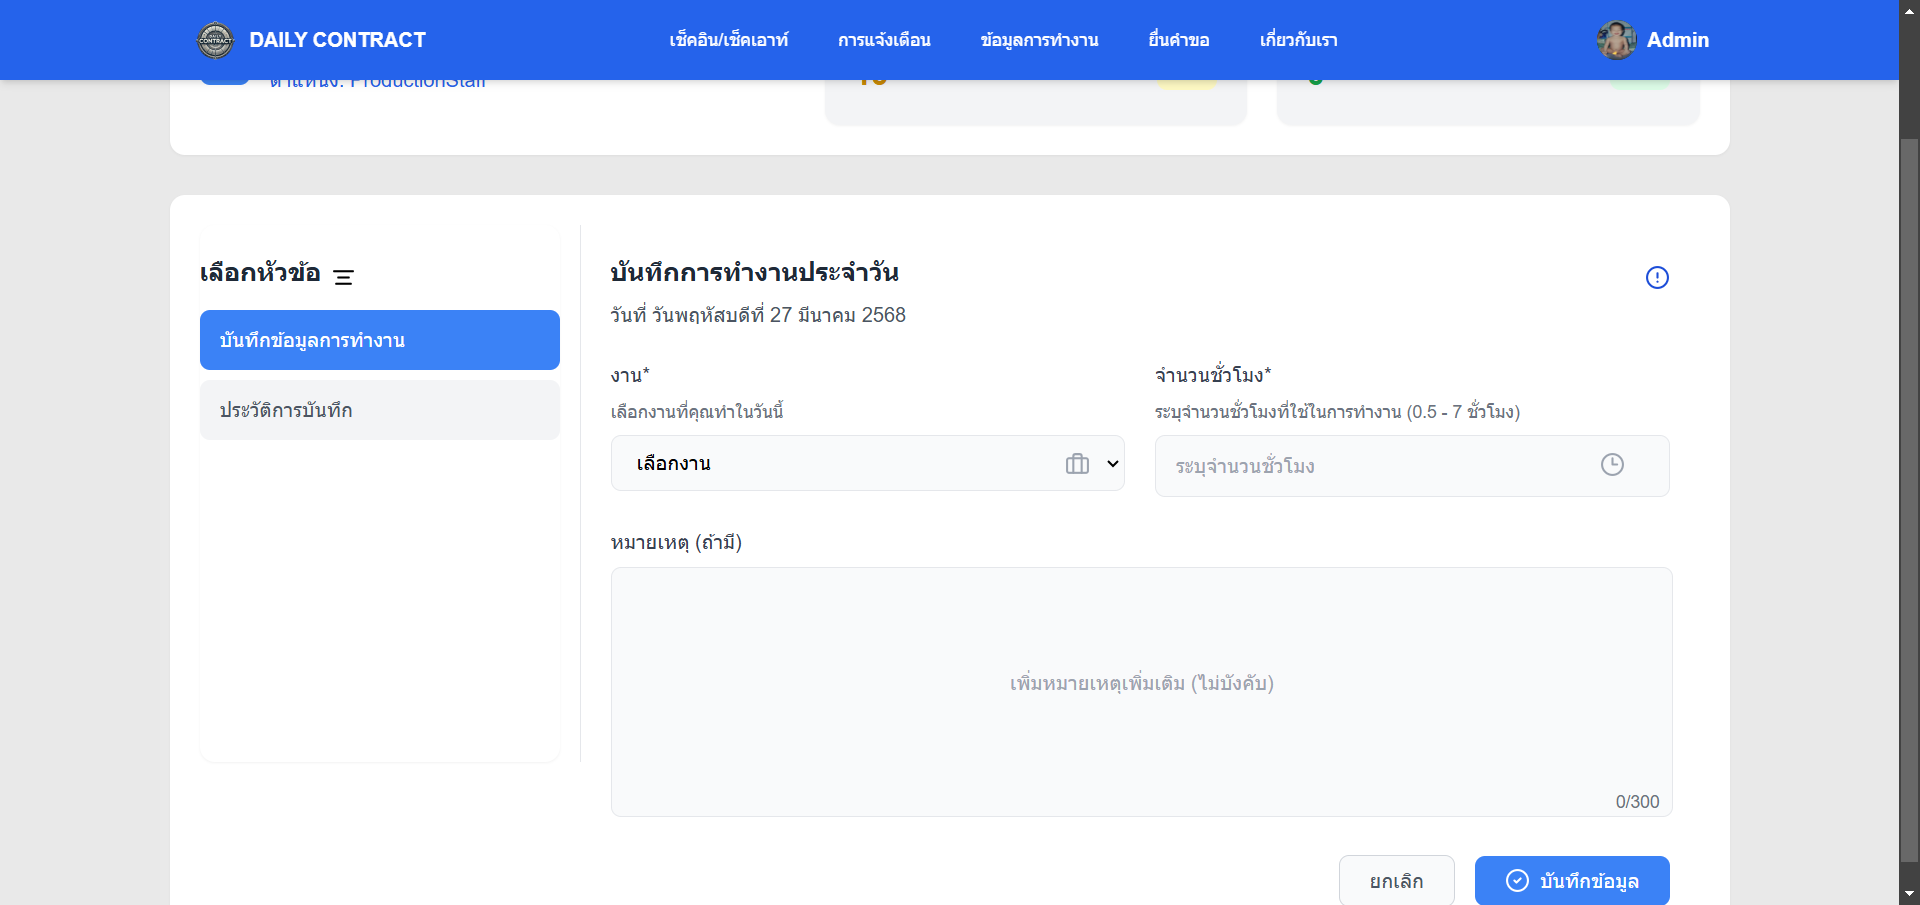 DAILY CONTRACT
เช็คอิน/เช็คเอาท์
การแจ้งเตือน
ข้อมูลการทำงาน
ยื่นคำขอ
เกี่ยวกับเรา
Admin
ตำแหน่ง: ProductionStaff
เลือกหัวข้อ
บันทึกข้อมูลการทำงาน
ประวัติการบันทึก
บันทึกการทำงานประจำวัน
วันที่ วันพฤหัสบดีที่ 27 มีนาคม 2568
งาน*
เลือกงานที่คุณทำในวันนี้
เลือกงาน
จำนวนชั่วโมง*
ระบุจำนวนชั่วโมงที่ใช้ในการทำงาน (0.5 - 7 ชั่วโมง)
ระบุจำนวนชั่วโมง
หมายเหตุ (ถ้ามี)
เพิ่มหมายเหตุเพิ่มเติม (ไม่บังคับ)
0/300
ยกเลิก
บันทึกข้อมูล